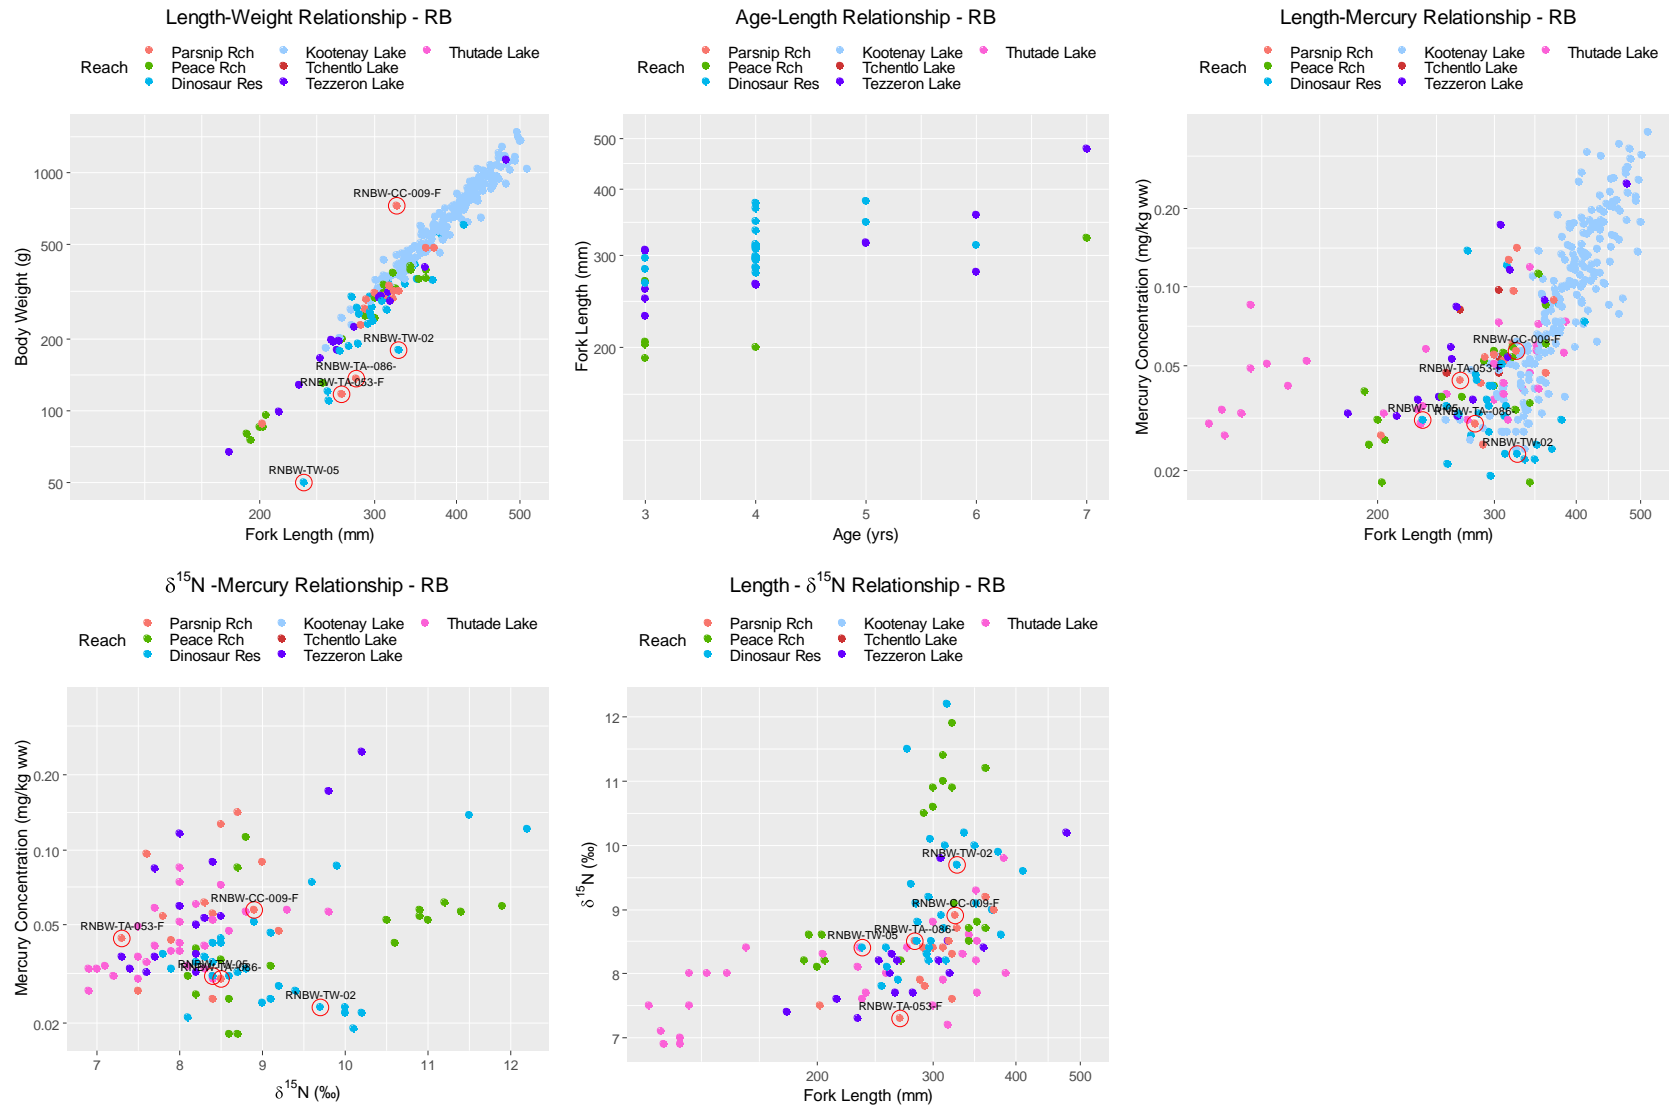 Length-Weight Relationship - RB
Reach
Parsnip Rch
Kootenay Lake
Thutade Lake
Peace Rch
Tchentlo Lake
Dinosaur Res
Tezzeron Lake
Body Weight (g)
1000
500
200
100
50
RNBW-CC-009-F
RNBW-TW-02
RNBW-TA--086-
RNBW-TA-053-F
RNBW-TW-05
200
300
400
500
Fork Length (mm)
Age-Length Relationship - RB
Reach
Parsnip Rch
Kootenay Lake
Thutade Lake
Peace Rch
Tchentlo Lake
Dinosaur Res
Tezzeron Lake
Fork Length (mm)
500
400
300
200
3
4
5
6
7
Age (yrs)
Length-Mercury Relationship - RB
Reach
Parsnip Rch
Kootenay Lake
Thutade Lake
Peace Rch
Tchentlo Lake
Dinosaur Res
Tezzeron Lake
Mercury Concentration (mg/kg ww)
0.20
0.10
0.05
0.02
RNBW-CC-009-F
RNBW-TA-053-F
RNBW-TW-05
RNBW-TA--086-
RNBW-TW-02
200
300
400
500
Fork Length (mm)
δ15N -Mercury Relationship - RB
Reach
Parsnip Rch
Kootenay Lake
Thutade Lake
Peace Rch
Tchentlo Lake
Dinosaur Res
Tezzeron Lake
Mercury Concentration (mg/kg ww)
0.20
0.10
0.05
0.02
RNBW-CC-009-F
RNBW-TA-053-F
RNBW-TW-05
RNBW-TA--086-
RNBW-TW-02
7
8
9
10
11
12
δ15N (‰)
Length - δ15N Relationship - RB
Reach
Parsnip Rch
Kootenay Lake
Thutade Lake
Peace Rch
Tchentlo Lake
Dinosaur Res
Tezzeron Lake
δ15N (‰)
12
11
10
9
8
7
RNBW-TW-02
RNBW-CC-009-F
RNBW-TA--086-
RNBW-TW-05
RNBW-TA-053-F
200
300
400
500
Fork Length (mm)